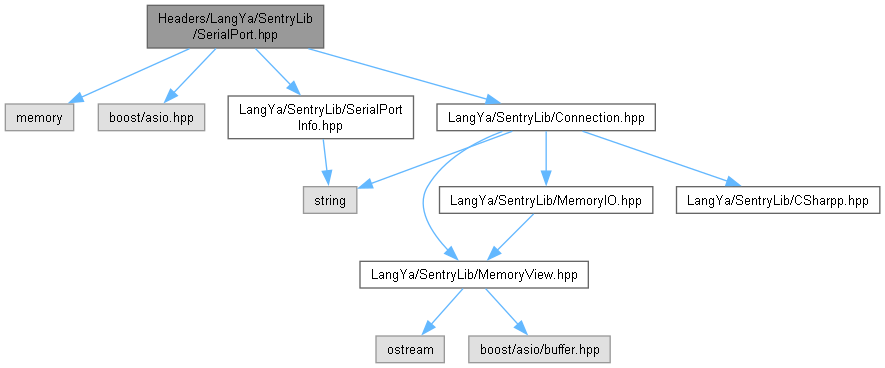 Headers/LangYa/SentryLib
/SerialPort.hpp
memory
boost/asio.hpp
LangYa/SentryLib/SerialPort
Info.hpp
LangYa/SentryLib/Connection.hpp
string
LangYa/SentryLib/MemoryIO.hpp
LangYa/SentryLib/CSharpp.hpp
LangYa/SentryLib/MemoryView.hpp
ostream
boost/asio/buffer.hpp